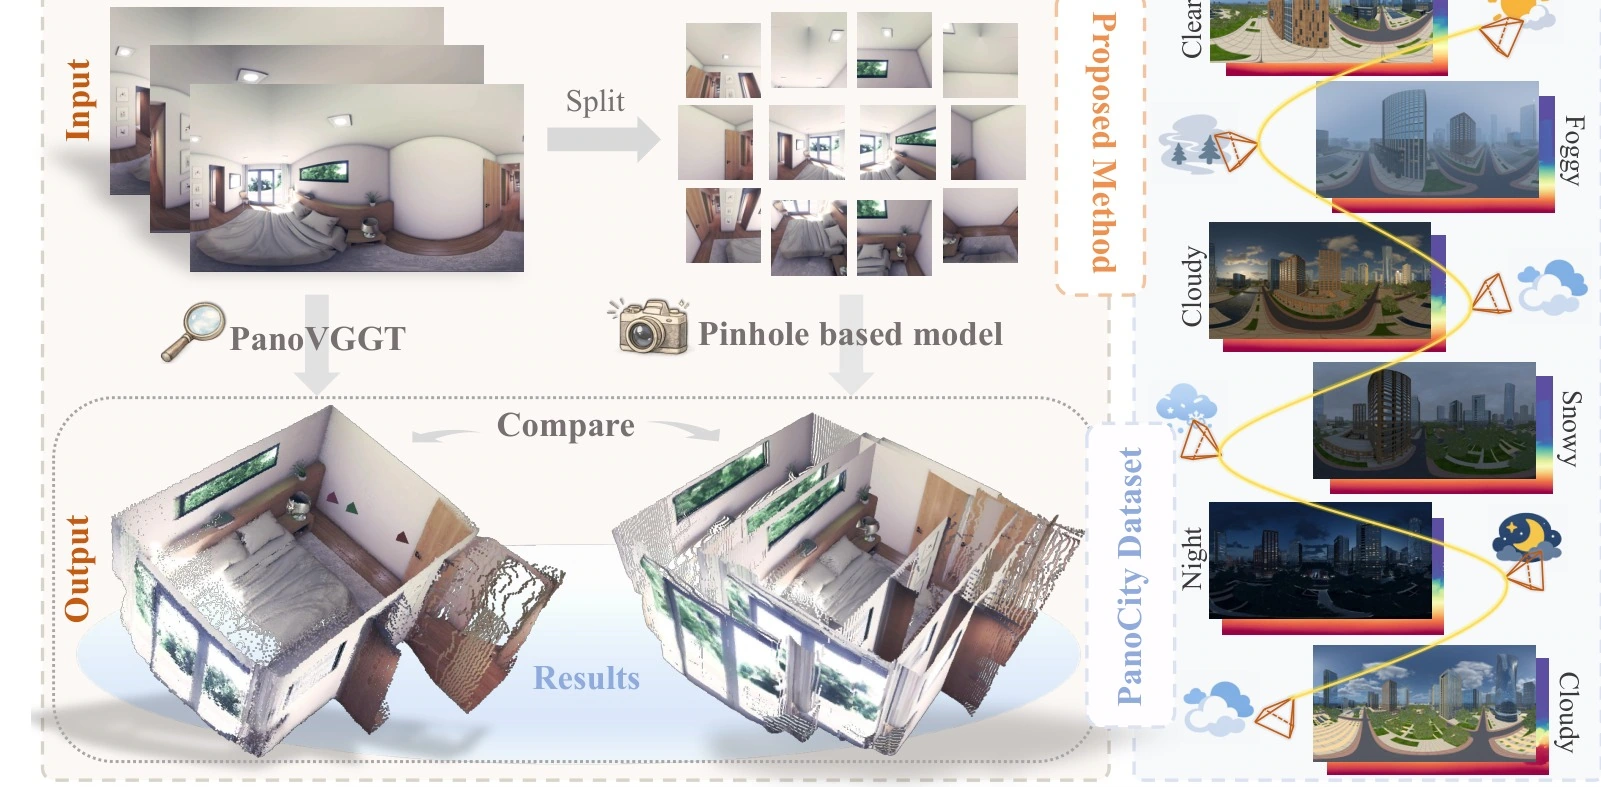 Input
Split
PanoVGGT
Pinhole based model
Compare
Output
Results
Proposed Method
PanoCity Dataset
Clear
Foggy
Cloudy
Snowy
Night
Cloudy